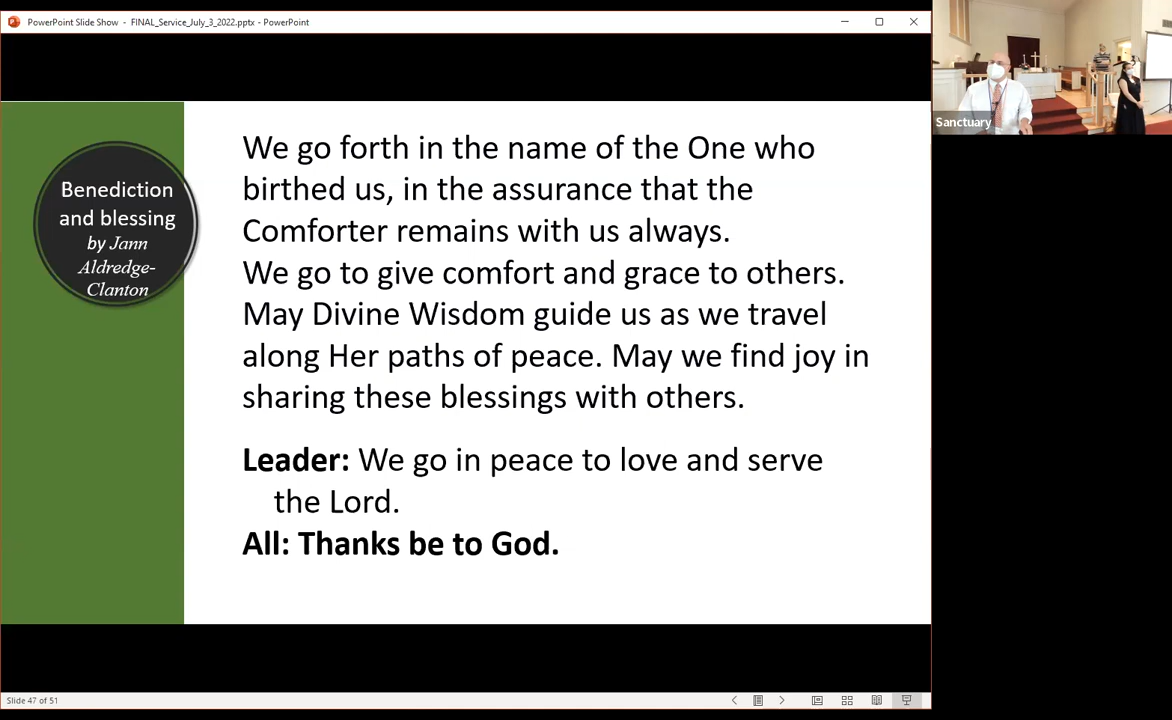 PowerPoint Slide Show - FINAL_Service_July_3_2022.pptx - PowerPoint
Sanctuary
Benediction
and blessing
by Jann
Aldredge-
Clanton
We go forth in the name of the One who
birthed us, in the assurance that the
Comforter remains with us always.
We go to give comfort and grace to others.
May Divine Wisdom guide us as we travel
along Her paths of peace. May we find joy in
sharing these blessings with others.
Leader: We go in peace to love and serve
the Lord.
All: Thanks be to God.
Slide 47 of 51